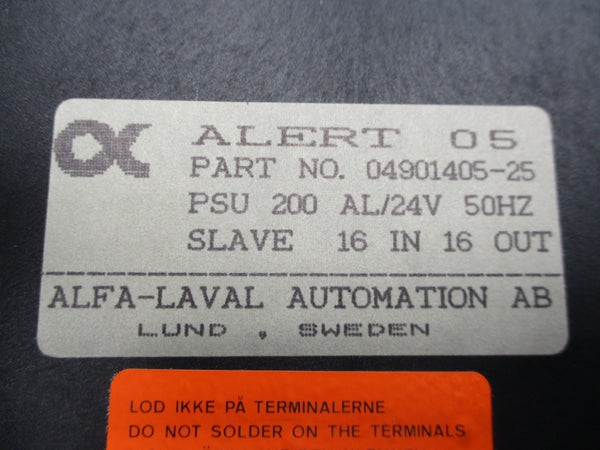 ALERT 05
PART NO. 04901405-25
PSU 200 AL/24V 50HZ
SLAVE 16 IN 16 OUT
ALFA-LAVAL AUTOMATION AB
LUND , SWEDEN
LOD IKKE PÅ TERMINALERNE
DO NOT SOLDER ON THE TERMINALS